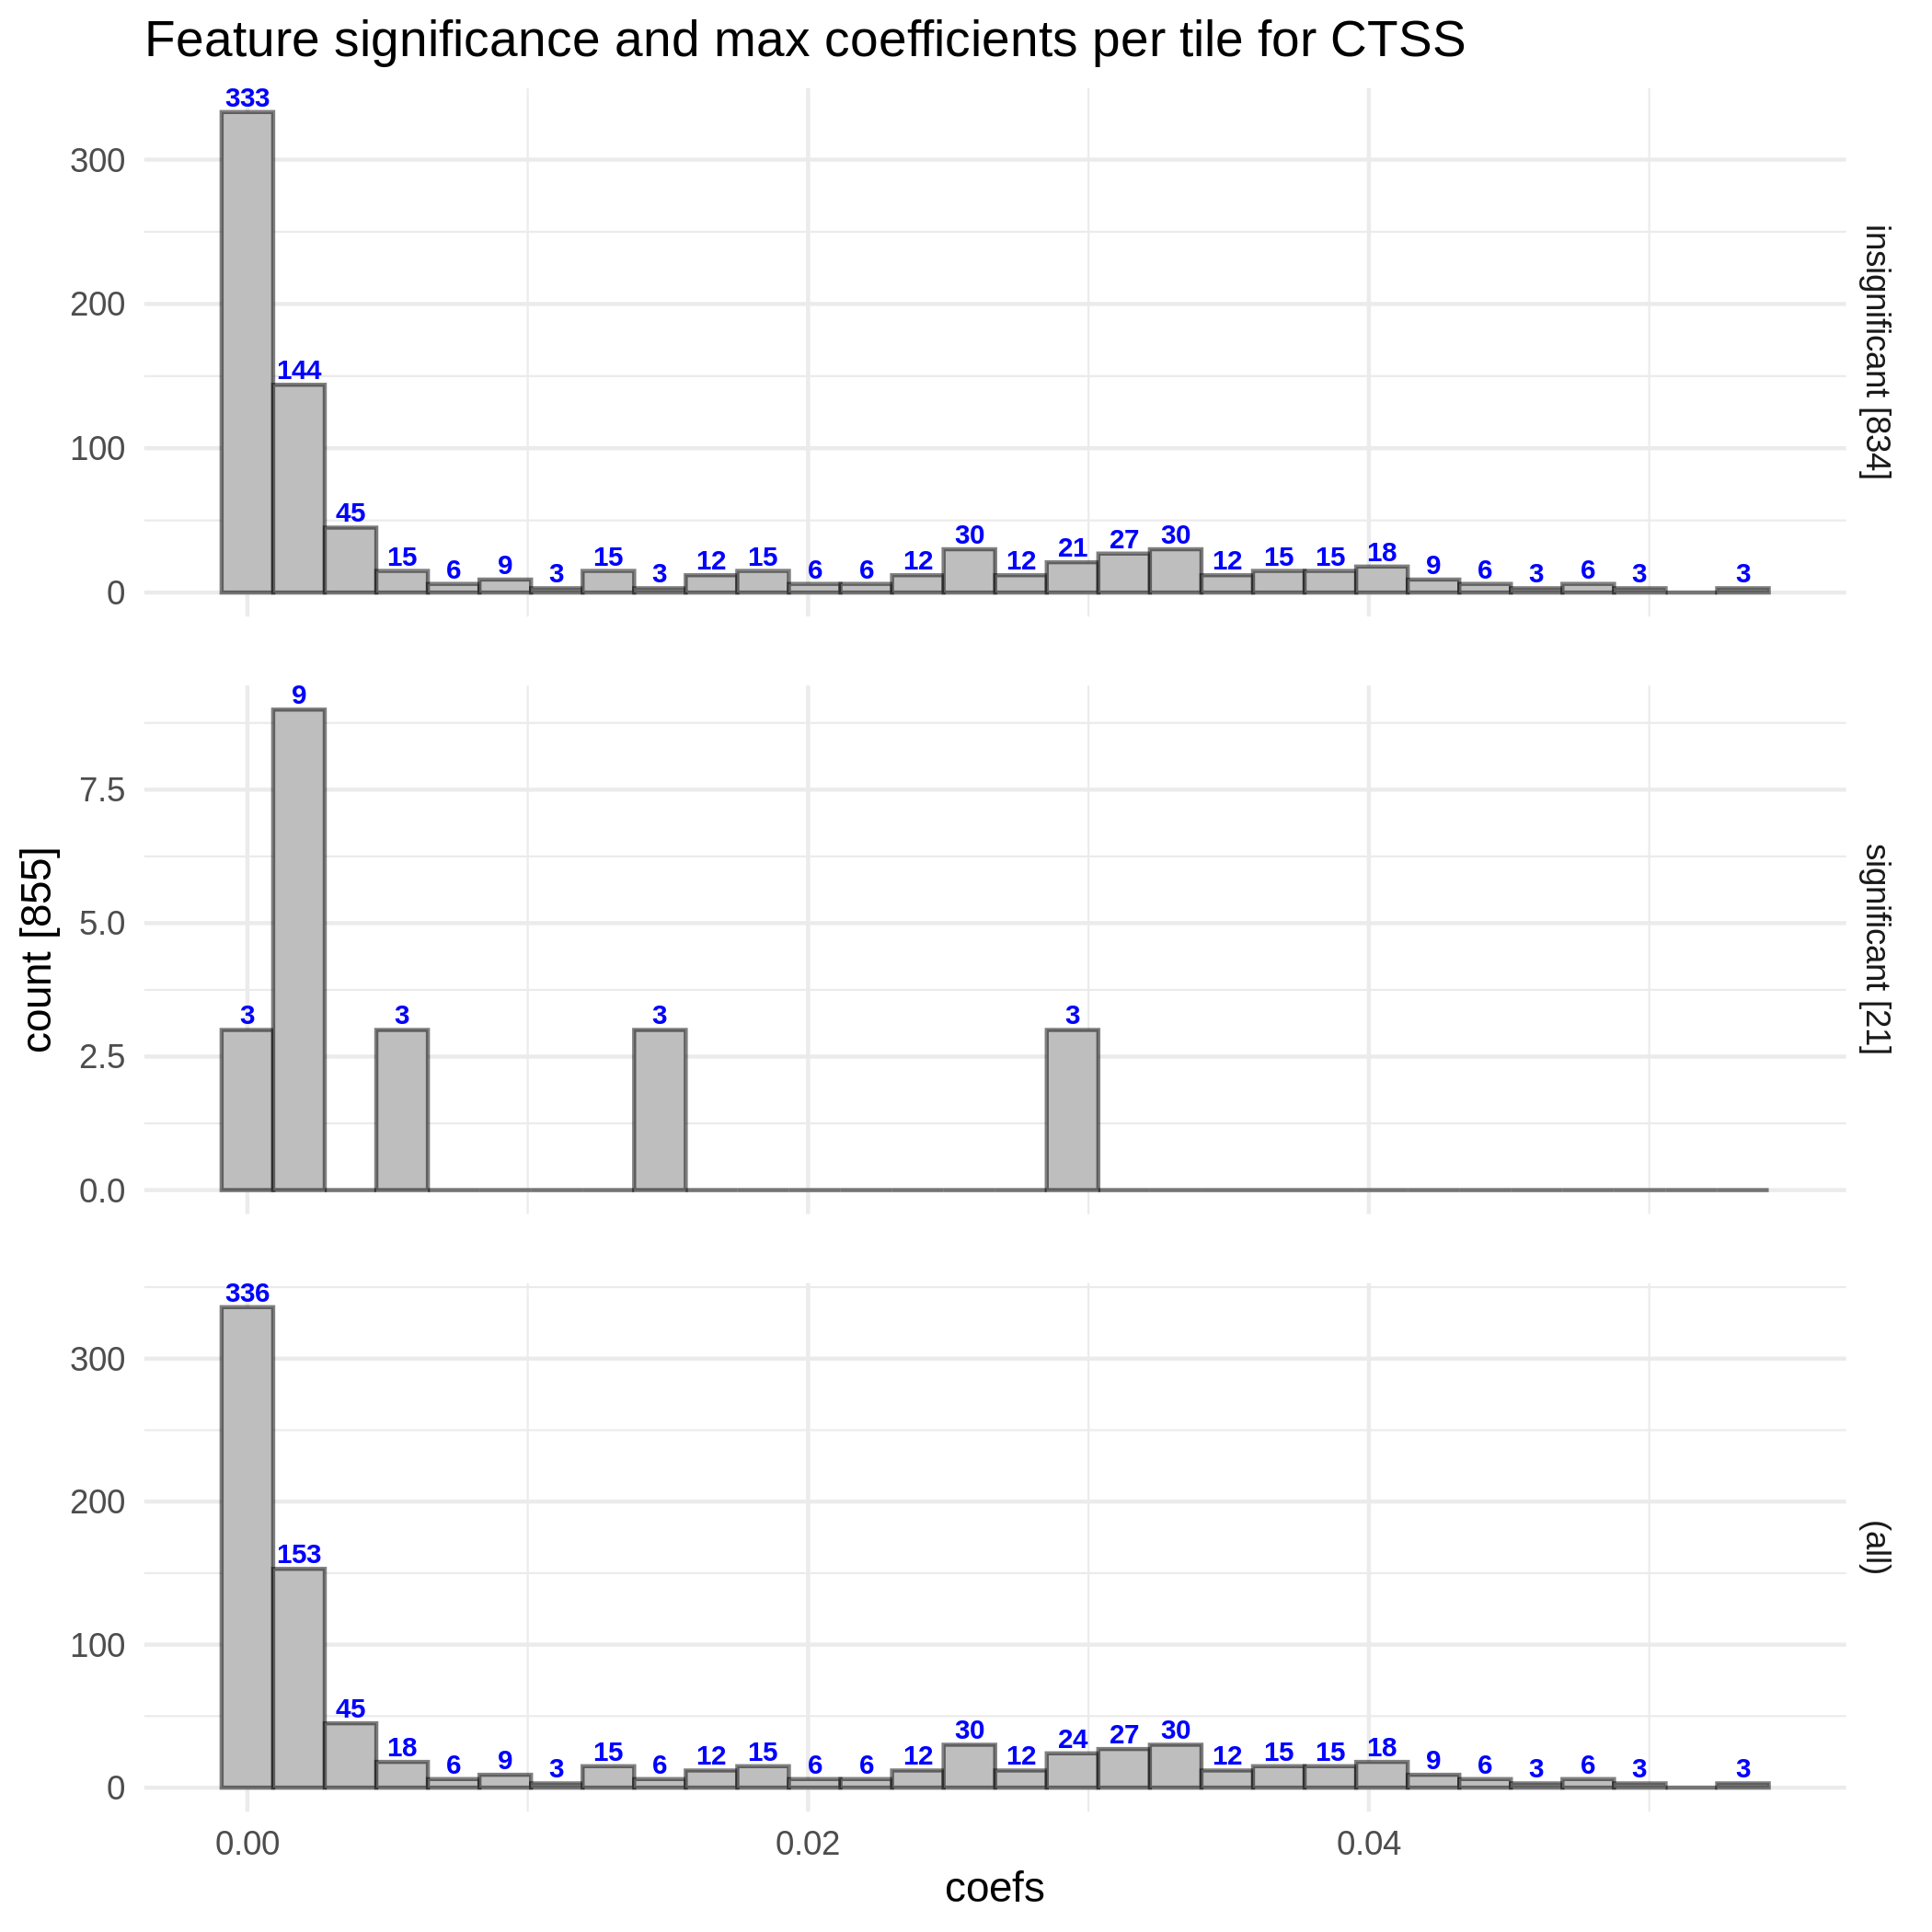 Feature significance and max coefficients per tile for CTSS
333
300
200
144
100
45
15 6 9 3 15 3 12 15 6 6 12 30 12 21 27 30 12 15 15 18 9 6 3 6 3 3
0
insignificant [834]
9
7.5
5.0
3 3 3 3
2.5
0.0
significant [21]
count [855]
336
300
200
153
100
45
18 6 9 3 15 6 12 15 6 6 12 30 12 24 27 30 12 15 15 18 9 6 3 6 3 3
0
(all)
0.00 0.02 0.04
coefs